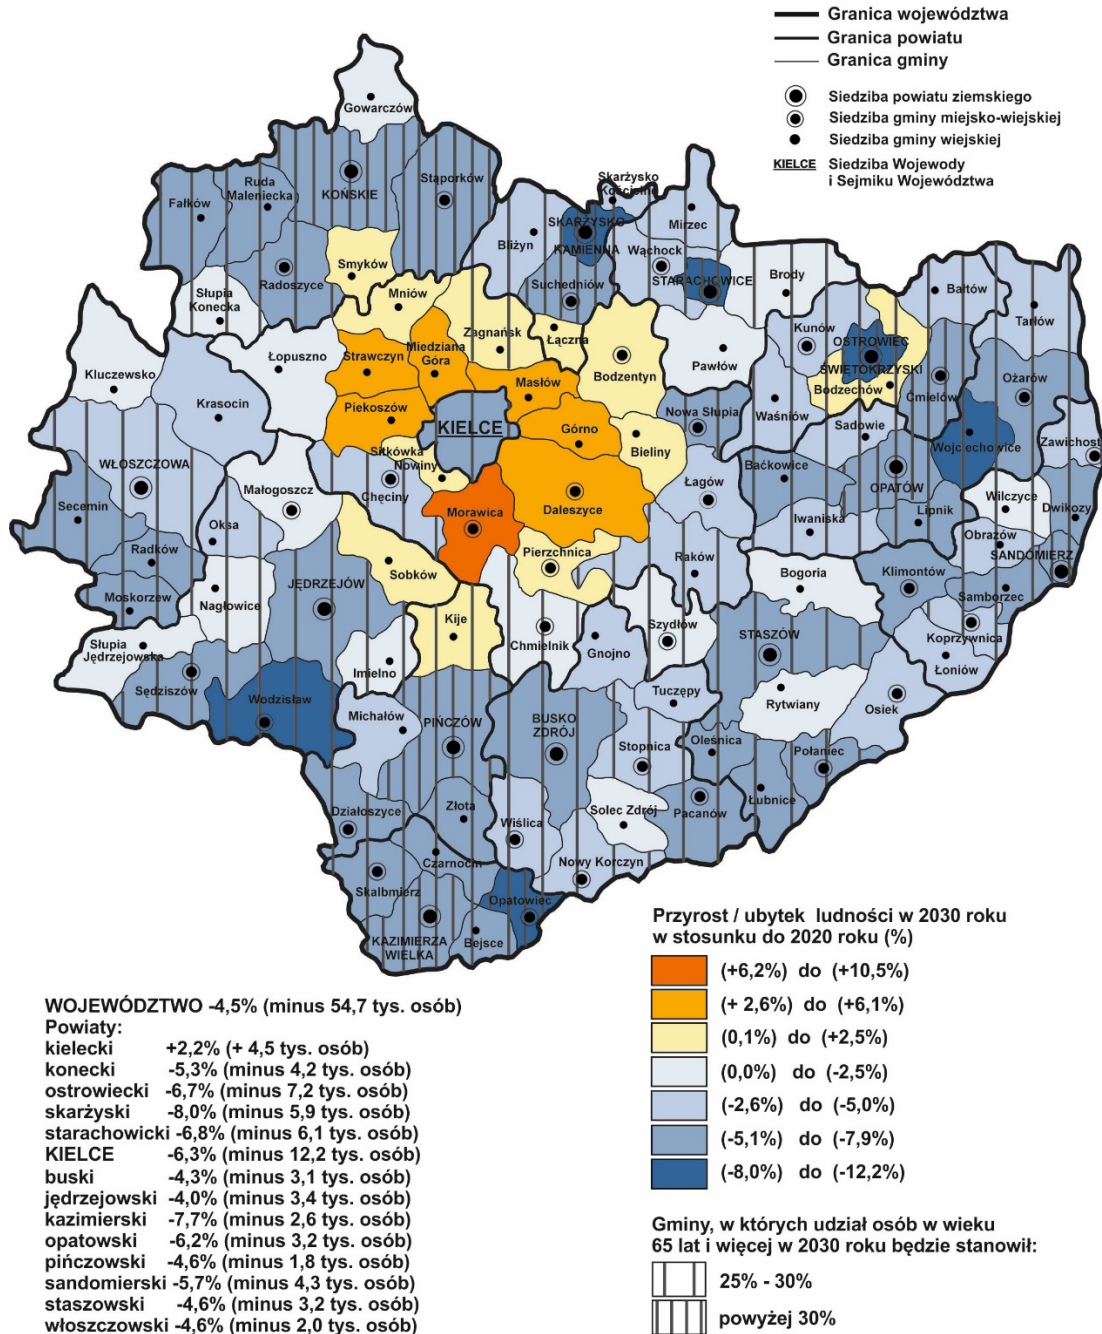 Granica województwa
Granica powiatu
Granica gminy
Siedziba powiatu ziemskiego
Siedziba gminy miejsko-wiejskiej
Siedziba gminy wiejskiej
KIELCE Siedziba Wojewody
i Sejmiku Województwa
Gowarczów
Ruda
Maleniecka
Fałków
KOŃSKIE
Stąporków
Radoszyce
Smyków
Słupia
Konecka
Skarżysko
Kościelne
SKARŻYSKO
KAMIENNA
Bliżyn
Suchedniów
Łączna
Mirzec
Wąchock
STARACHOWICE
Brody
Pawłów
Kunów
OSTROWIEC
ŚWIĘTOKRZYSKI
Bodzechów
Waśniów
Ćmielów
Bałtów
Tarłów
Ożarów
Sadowie
Wojciechowice
Zawichost
Mniów
Zagnańsk
Bodzentyn
Strawczyn
Miedziana
Góra
Masłów
Łopuszno
Piekoszów
KIELCE
Górno
Nowa Słupia
Bieliny
Baćkowice
OPATÓW
Lipnik
Wilczyce
Dwikozy
Obrazów
SANDOMIERZ
Kluczewsko
Krasocin
WŁOSZCZOWA
Secemin
Małogoszcz
Oksa
Radków
Moskorzew
Sitkówka
Nowiny
Chęciny
Morawica
Daleszyce
Łagów
Iwaniska
Pierzchnica
Raków
Sobków
JĘDRZEJÓW
Nagłowice
Słupia
Jędrzejowska
Sędziszów
Wodzisław
Imielno
Kije
Chmielnik
Gnojno
Szydłów
Bogoria
Klimontów
Samborzec
Koprzywnica
Łoniów
STASZÓW
Rytwiany
Osiek
Michałów
PIŃCZÓW
BUSKO
ZDRÓJ
Tuczępy
Stopnica
Oleśnica
Połaniec
Łubnice
Pacanów
Solec Zdrój
Działoszyce
Złota
Wiślica
Nowy Korczyn
Czarnocin
Skalbmierz
Opatowiec
KAZIMIERZA
WIELKA
Bejsce
Przyrost / ubytek ludności w 2030 roku
w stosunku do 2020 roku (%)
(+6,2%) do (+10,5%)
(+ 2,6%) do (+6,1%)
(0,1%) do (+2,5%)
(0,0%) do (-2,5%)
(-2,6%) do (-5,0%)
(-5,1%) do (-7,9%)
(-8,0%) do (-12,2%)
Gminy, w których udział osób w wieku
65 lat i więcej w 2030 roku będzie stanowił:
25% - 30%
powyżej 30%
WOJEWÓDZTWO -4,5% (minus 54,7 tys. osób)
Powiaty:
kielecki +2,2% (+ 4,5 tys. osób)
konecki -5,3% (minus 4,2 tys. osób)
ostrowiecki -6,7% (minus 7,2 tys. osób)
skarżyski -8,0% (minus 5,9 tys. osób)
starachowicki -6,8% (minus 6,1 tys. osób)
KIELCE -6,3% (minus 12,2 tys. osób)
buski -4,3% (minus 3,1 tys. osób)
jędrzejowski -4,0% (minus 3,4 tys. osób)
kazimierski -7,7% (minus 2,6 tys. osób)
opatowski -6,2% (minus 3,2 tys. osób)
pińczowski -4,6% (minus 1,8 tys. osób)
sandomierski -5,7% (minus 4,3 tys. osób)
staszowski -4,6% (minus 3,2 tys. osób)
włoszczowski -4,6% (minus 2,0 tys. osób)